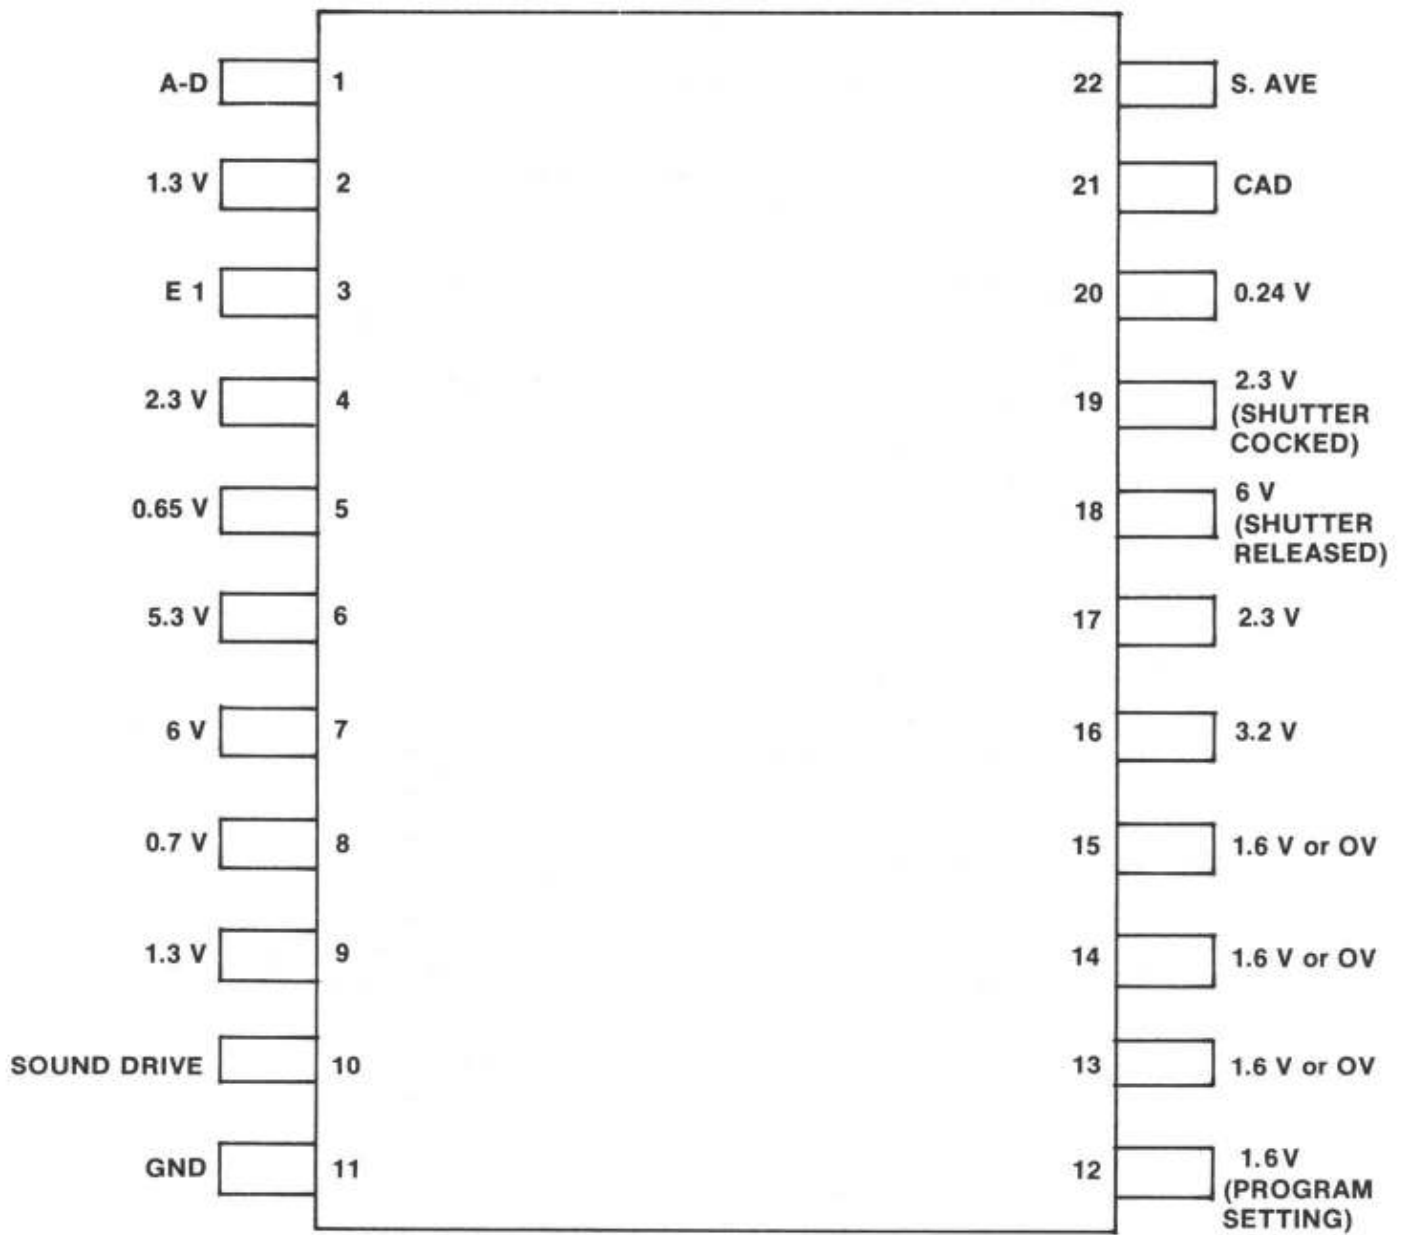 A-D 1 22 S. AVE
1.3 V 2 21 CAD
E 1 3 20 0.24 V
2.3 V 4 19 2.3 V
(SHUTTER
COCKED)
0.65 V 5 18 6 V
(SHUTTER
RELEASED)
5.3 V 6 17 2.3 V
6 V 7 16 3.2 V
0.7 V 8 15 1.6 V or OV
1.3 V 9 14 1.6 V or OV
SOUND DRIVE 10 13 1.6 V or OV
GND 11 12 1.6V
(PROGRAM
SETTING)